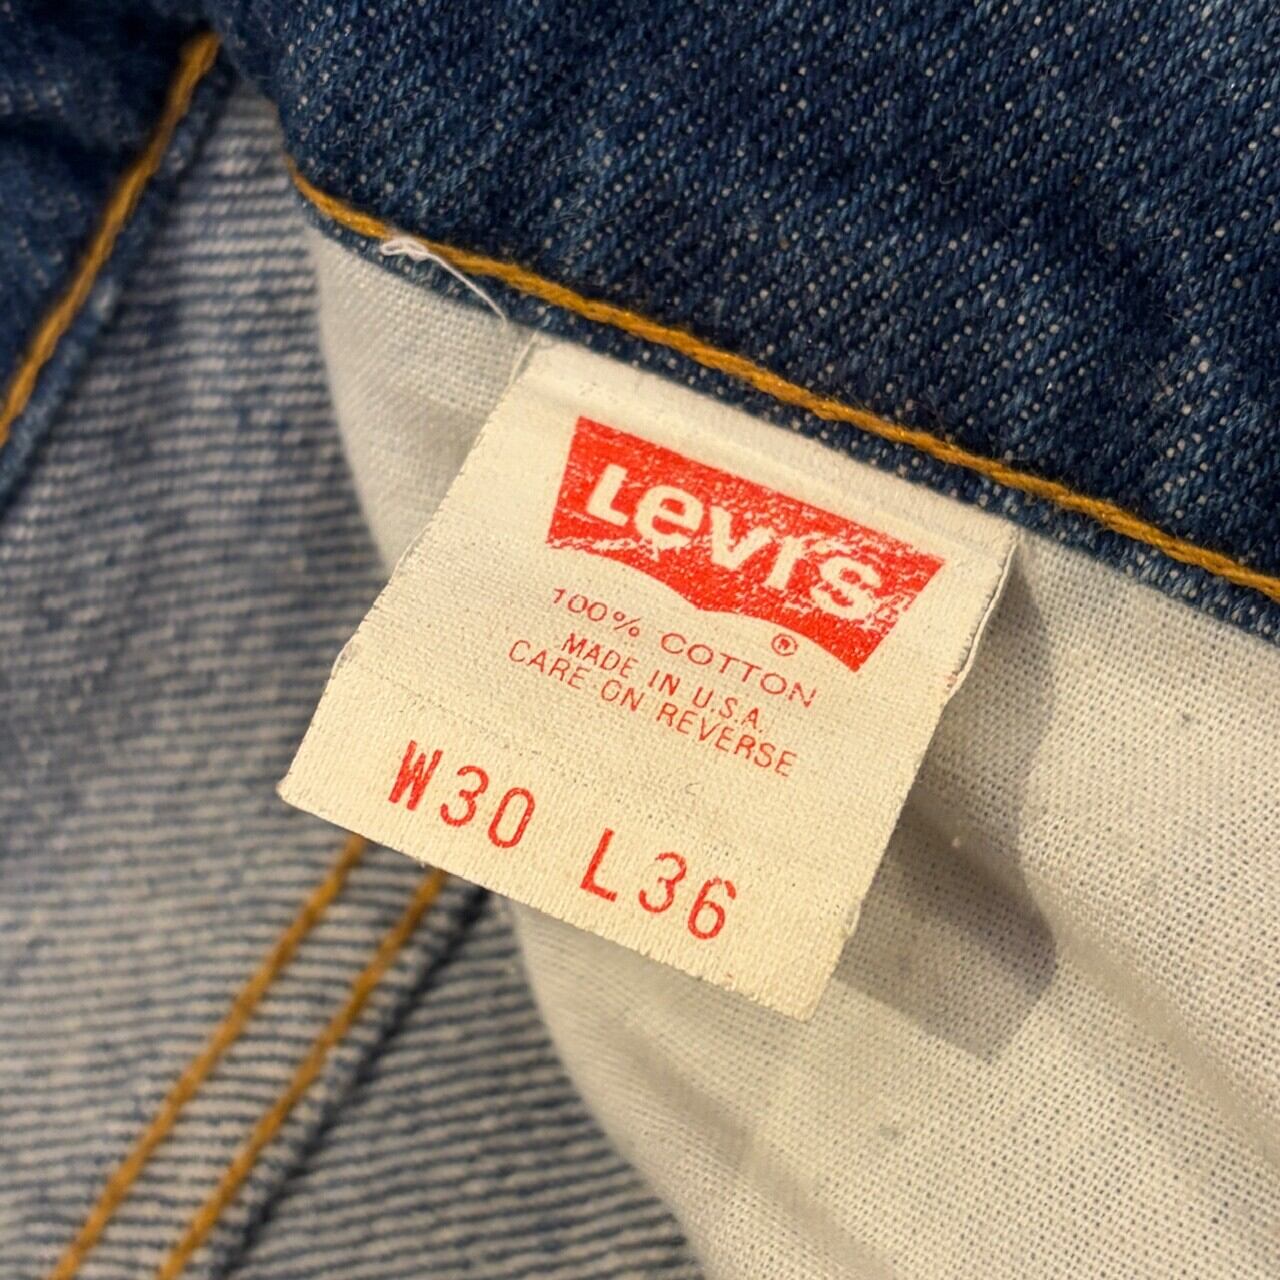 Levi's
®
100% COTTON
MADE IN U.S.A.
CARE ON REVERSE
W30 L36